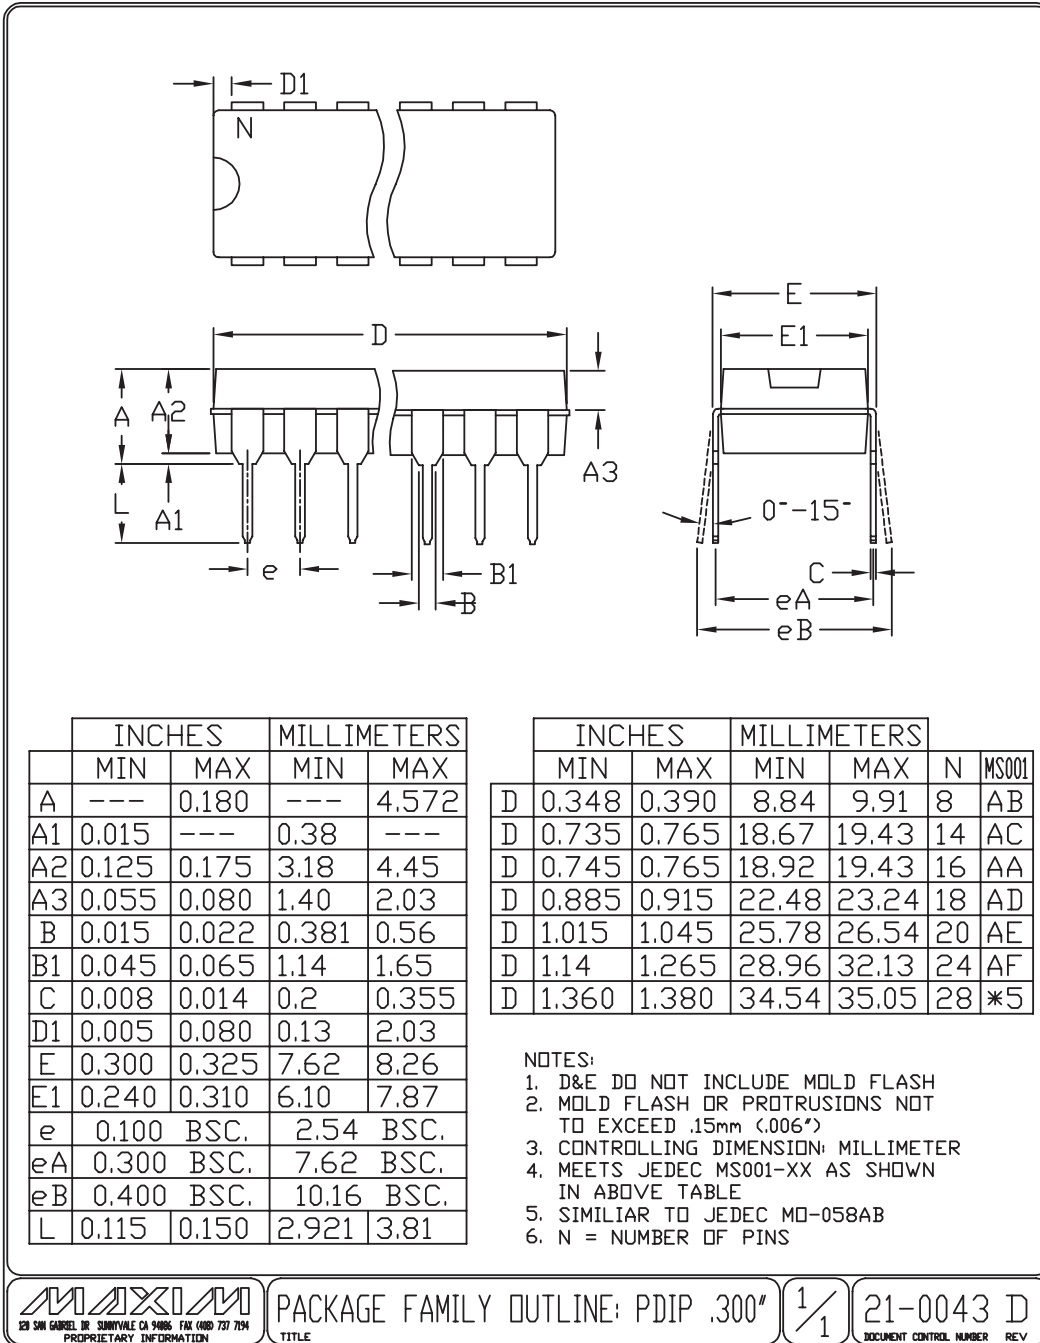 D1
N
E
D
E1
A
A2
A3
L
A1
0°-15°
e
B1
C
B
eA
eB
INCHES MILLIMETERS
MIN MAX MIN MAX
A --- 0.180 --- 4.572
A1 0.015 --- 0.38 ---
A2 0.125 0.175 3.18 4.45
A3 0.055 0.080 1.40 2.03
B 0.015 0.022 0.381 0.56
B1 0.045 0.065 1.14 1.65
C 0.008 0.014 0.2 0.355
D1 0.005 0.080 0.13 2.03
E 0.300 0.325 7.62 8.26
E1 0.240 0.310 6.10 7.87
e 0.100 BSC. 2.54 BSC.
eA 0.300 BSC. 7.62 BSC.
eB 0.400 BSC. 10.16 BSC.
L 0.115 0.150 2.921 3.81
INCHES MILLIMETERS
MIN MAX MIN MAX N MS001
D 0.348 0.390 8.84 9.91 8 AB
D 0.735 0.765 18.67 19.43 14 AC
D 0.745 0.765 18.92 19.43 16 AA
D 0.885 0.915 22.48 23.24 18 AD
D 1.015 1.045 25.78 26.54 20 AE
D 1.14 1.265 28.96 32.13 24 AF
D 1.360 1.380 34.54 35.05 28 *5
NOTES:
1. D&E DO NOT INCLUDE MOLD FLASH
2. MOLD FLASH OR PROTRUSIONS NOT
TO EXCEED .15mm (.006")
3. CONTROLLING DIMENSION: MILLIMETER
4. MEETS JEDEC MS001-XX AS SHOWN
IN ABOVE TABLE
5. SIMILIAR TO JEDEC MO-058AB
6. N = NUMBER OF PINS
MAXIM
120 SAN GABRIEL DR SUNNYVALE CA 94086 FAX (408) 737 7194
PROPRIETARY INFORMATION
PACKAGE FAMILY OUTLINE: PDIP .300"
TITLE
1/1
21-0043 D
DOCUMENT CONTROL NUMBER REV